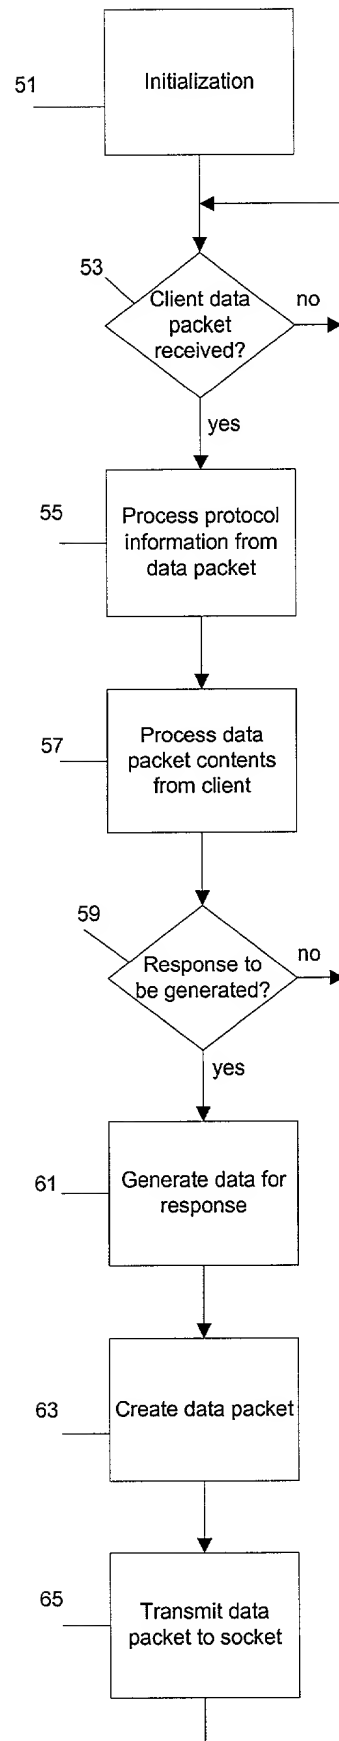 51
Initialization
53
Client data
packet
received?
no
yes
55
Process protocol
information from
data packet
57
Process data
packet contents
from client
59
Response to
be generated?
no
yes
61
Generate data for
response
63
Create data packet
65
Transmit data
packet to socket